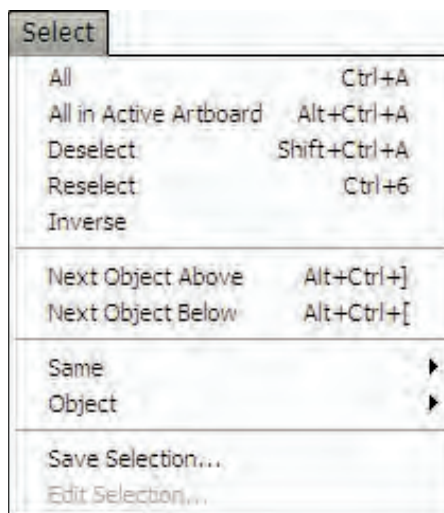 Select
All Ctrl+A
All in Active Artboard Alt+Ctrl+A
Deselect Shift+Ctrl+A
Reselect Ctrl+6
Inverse
Next Object Above Alt+Ctrl+]
Next Object Below Alt+Ctrl+[
Same
Object
Save Selection...
Edit Selection...